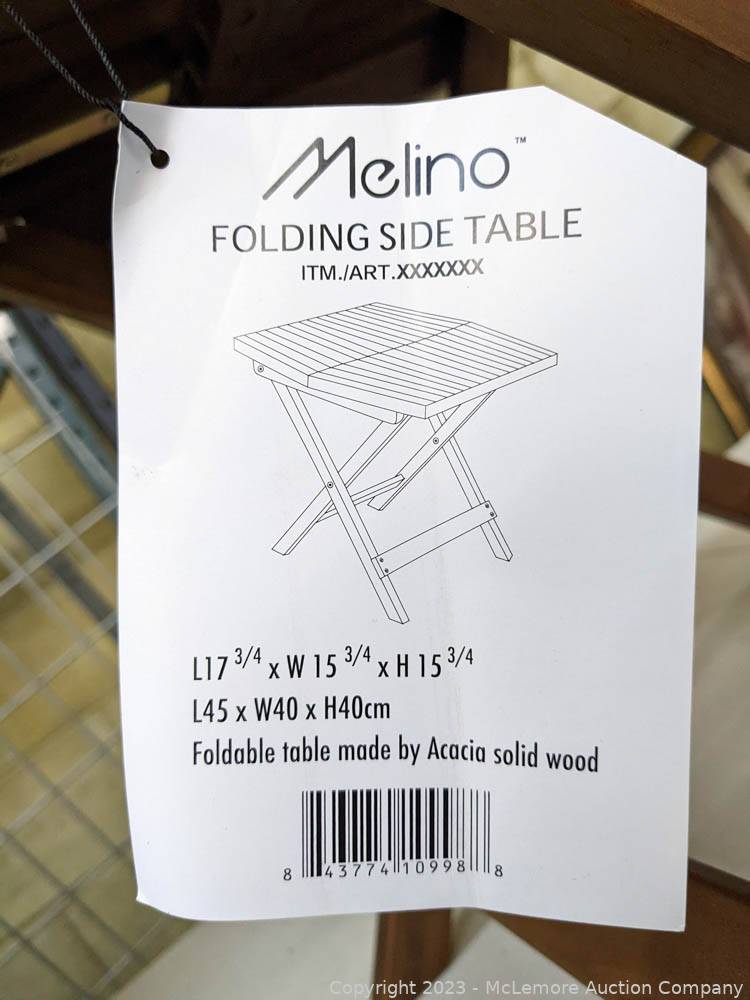 Melino™
FOLDING SIDE TABLE
ITM./ART.XXXXXXX
L17 3/4 x W 15 3/4 x H 15 3/4
L45 x W40 x H40cm
Foldable table made by Acacia solid wood
8 43774 10998 8
Copyright 2023 - McLemore Auction Company